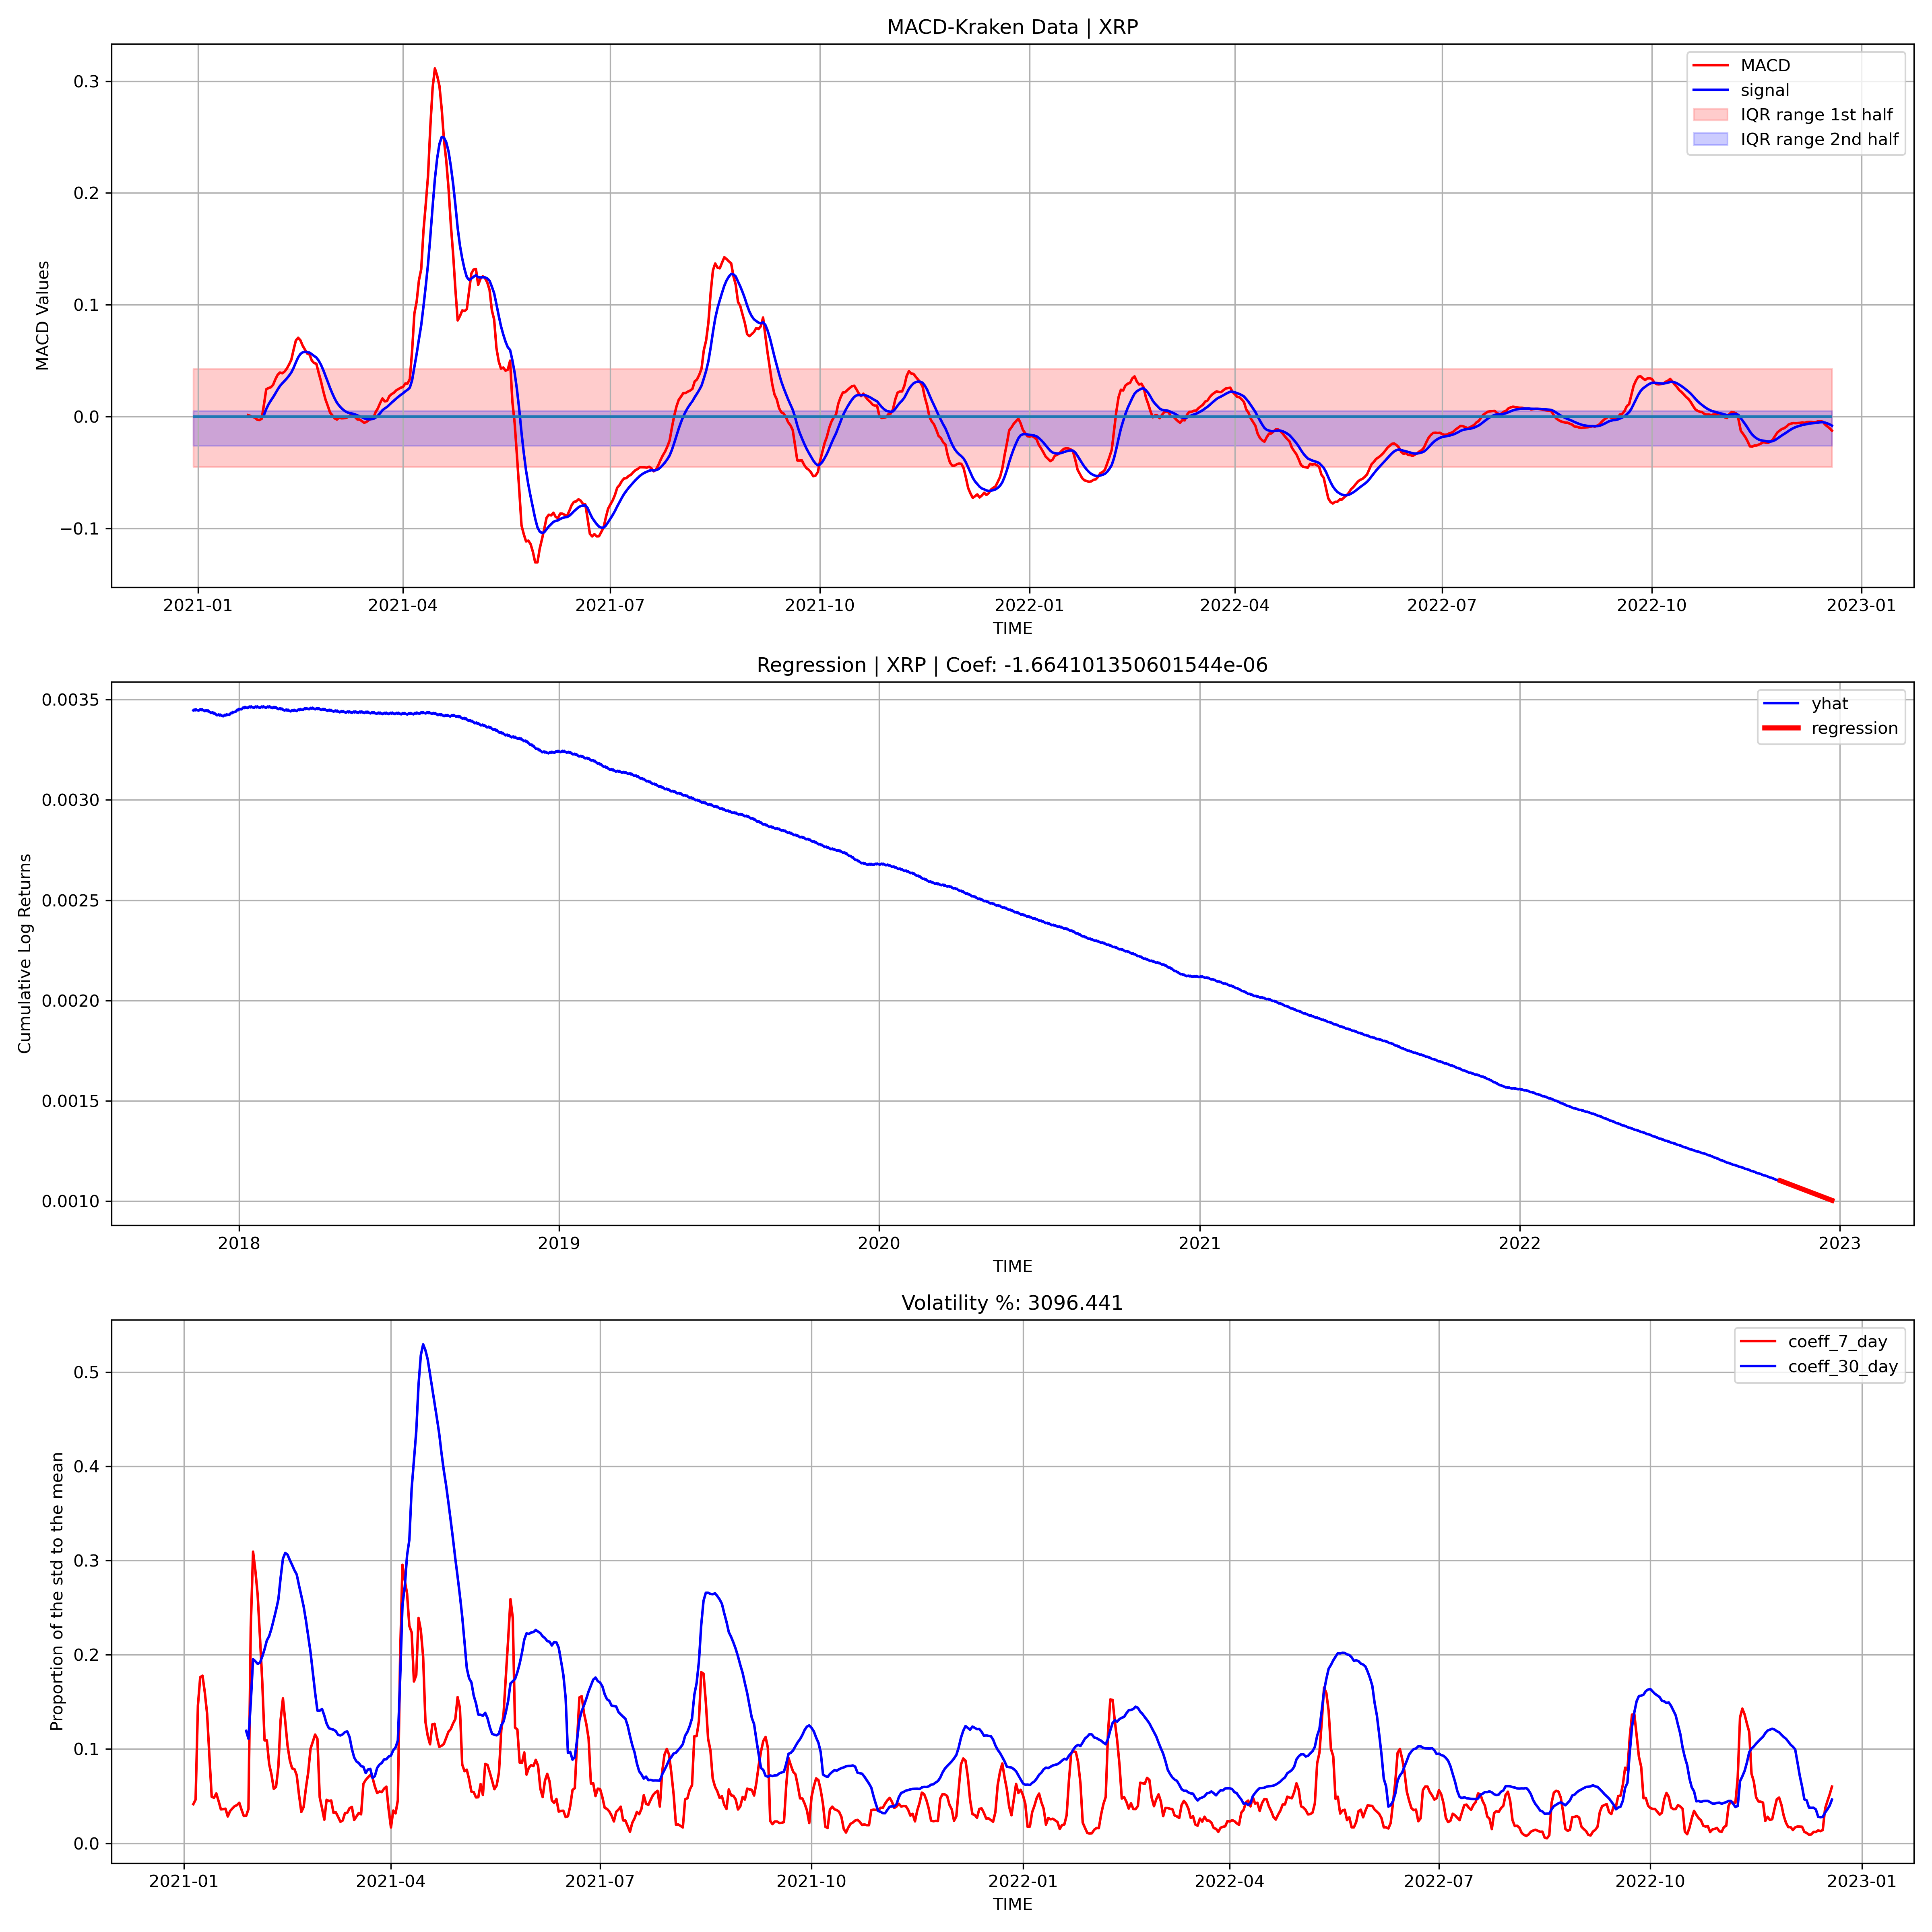 MACD-Kraken Data | XRP
MACD
signal
IQR range 1st half
IQR range 2nd half
MACD Values
0.3
0.2
0.1
0.0
−0.1
2021-01 2021-04 2021-07 2021-10 2022-01 2022-04 2022-07 2022-10 2023-01
TIME
Regression | XRP | Coef: -1.664101350601544e-06
yhat
regression
Cumulative Log Returns
0.0035
0.0030
0.0025
0.0020
0.0015
0.0010
2018 2019 2020 2021 2022 2023
TIME
Volatility %: 3096.441
coeff_7_day
coeff_30_day
Proportion of the std to the mean
0.5
0.4
0.3
0.2
0.1
0.0
2021-01 2021-04 2021-07 2021-10 2022-01 2022-04 2022-07 2022-10 2023-01
TIME